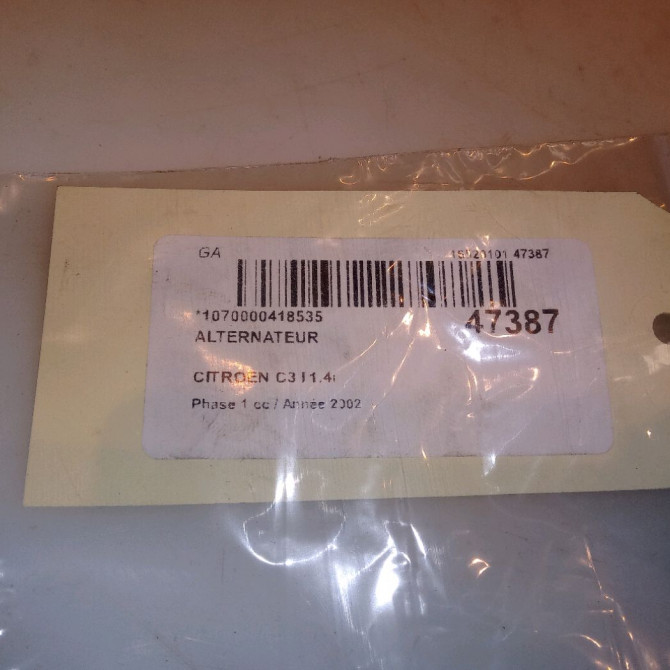 GA
47387
*1070000418535
47387
ALTERNATEUR
CITROEN C3 I 1.4i
Phase 1 cc / Année 2002